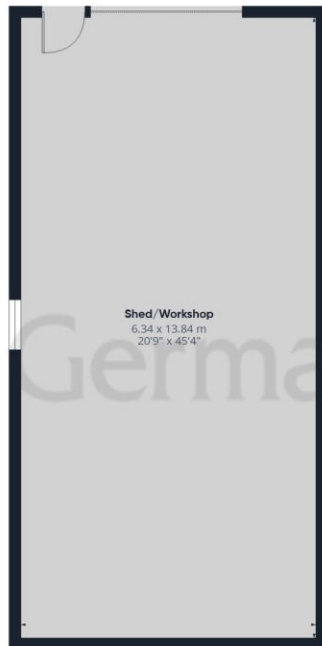 Shed/Workshop
6.34 x 13.84 m
20'9" x 45'4"
Germa